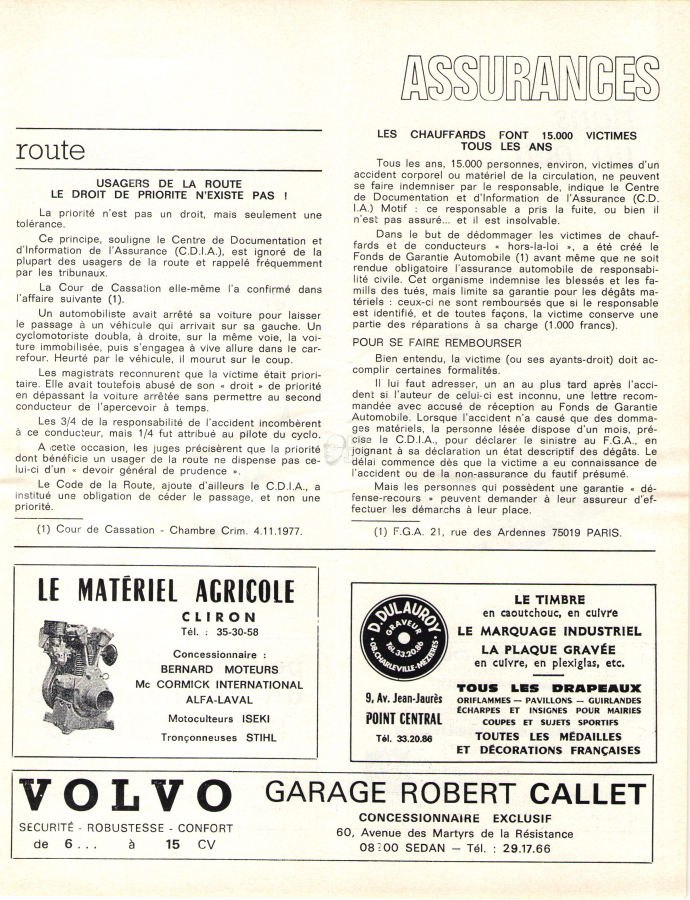 ASSURANCES
route
USAGERS DE LA ROUTE
LE DROIT DE PRIORITE N'EXISTE PAS !
La priorité n'est pas un droit, mais seulement une
tolérance.
Ce principe, souligne le Centre de Documentation et
d'Information de l'Assurance (C.D.I.A.), est ignoré de la
plupart des usagers de la route et rappelé fréquemment
par les tribunaux.
La Cour de Cassation elle-même l'a confirmé dans
l'affaire suivante (1).
Un automobiliste avait arrêté sa voiture pour laisser
le passage à un véhicule qui arrivait sur sa gauche. Un
cyclomotoriste doubla, à droite, sur la même voie, la voi-
ture immobilisée, puis s'engagea à vive allure dans le car-
refour. Heurté par le véhicule, il mourut sur le coup.
Les magistrats reconnurent que la victime était priori-
taire. Elle avait toutefois abusé de son « droit » de priorité
en dépassant la voiture arrêtée sans permettre au second
conducteur de l'apercevoir à temps.
Les 3/4 de la responsabilité de l'accident incombèrent
à ce conducteur, mais 1/4 fut attribué au pilote du cyclo.
A cette occasion, les juges précisèrent que la priorité
dont bénéficie un usager de la route ne dispense pas ce-
lui-ci d'un « devoir général de prudence ».
Le Code de la Route, ajoute d'ailleurs le C.D.I.A., a
institué une obligation de céder le passage, et non une
priorité.
(1) Cour de Cassation - Chambre Crim. 4.11.1977.
LES CHAUFFARDS FONT 15.000 VICTIMES
TOUS LES ANS
Tous les ans, 15.000 personnes, environ, victimes d'un
accident corporel ou matériel de la circulation, ne peuvent
se faire indemniser par le responsable, indique le Centre
de Documentation et d'Information de l'Assurance (C.D.
I.A.) Motif : ce responsable a pris la fuite, ou bien il
n'est pas assuré... et il est insolvable.
Dans le but de dédommager les victimes de chauf-
fards et de conducteurs « hors-la-loi », a été créé le
Fonds de Garantie Automobile (1) avant même que ne soit
rendue obligatoire l'assurance automobile de responsabi-
lité civile. Cet organisme indemnise les blessés et les fa-
mills des tués, mais limite sa garantie pour les dégâts ma-
tériels : ceux-ci ne sont remboursés que si le responsable
est identifié, et de toutes façons, la victime conserve une
partie des réparations à sa charge (1.000 francs).
POUR SE FAIRE REMBOURSER
Bien entendu, la victime (ou ses ayants-droit) doit ac-
complir certaines formalités.
Il lui faut adresser, un an au plus tard après l'acci-
dent si l'auteur de celui-ci est inconnu, une lettre recom-
mandée avec accusé de réception au Fonds de Garantie
Automobile. Lorsque l'accident n'a causé que des domma-
ges matériels, la personne lésée dispose d'un mois, pré-
cise le C.D.I.A., pour déclarer le sinistre au F.G.A., en
joignant à sa déclaration un état descriptif des dégâts. Le
délai commence dès que la victime a eu connaissance de
l'accident ou de la non-assurance du fautif présumé.
Mais les personnes qui possèdent une garantie « dé-
fense-recours » peuvent demander à leur assureur d'ef-
fectuer les démarchs à leur place.
(1) F.G.A. 21, rue des Ardennes 75019 PARIS.
LE MATÉRIEL AGRICOLE
CLIRON
Tél. : 35-30-58
Concessionnaire :
BERNARD MOTEURS
Mc CORMICK INTERNATIONAL
ALFA-LAVAL
Motoculteurs ISEKI
Tronçonneuses STIHL
D. DULAUROY
GRAVEUR
Tél. 33.20.86
08. CHARLEVILLE-MEZIERES
9, Av. Jean-Jaurès
POINT CENTRAL
Tél. 33.20.86
LE TIMBRE
en caoutchouc, en cuivre
LE MARQUAGE INDUSTRIEL
LA PLAQUE GRAVÉE
en cuivre, en plexiglas, etc.
TOUS LES DRAPEAUX
ORIFLAMMES — PAVILLONS — GUIRLANDES
ÉCHARPES ET INSIGNES POUR MAIRIES
COUPES ET SUJETS SPORTIFS
TOUTES LES MÉDAILLES
ET DÉCORATIONS FRANÇAISES
VOLVO
SECURITÉ - ROBUSTESSE - CONFORT
de 6... à 15 CV
GARAGE ROBERT CALLET
CONCESSIONNAIRE EXCLUSIF
60, Avenue des Martyrs de la Résistance
08200 SEDAN — Tél. : 29.17.66